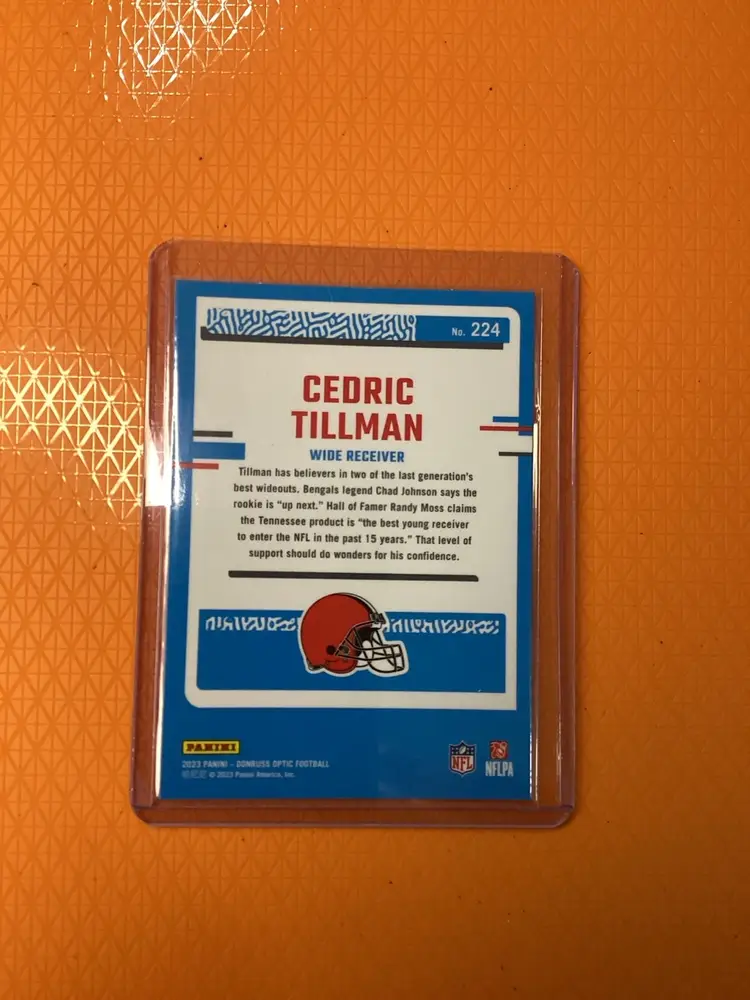 No. 224
CEDRIC
TILLMAN
WIDE RECEIVER
Tillman has believers in two of the last generation's
best wideouts. Bengals legend Chad Johnson says the
rookie is "up next." Hall of Famer Randy Moss claims
the Tennessee product is "the best young receiver
to enter the NFL in the past 15 years." That level of
support should do wonders for his confidence.
PANINI
2023 PANINI – DONRUSS OPTIC FOOTBALL
© 2023 Panini America, Inc.
NFL
NFLPA